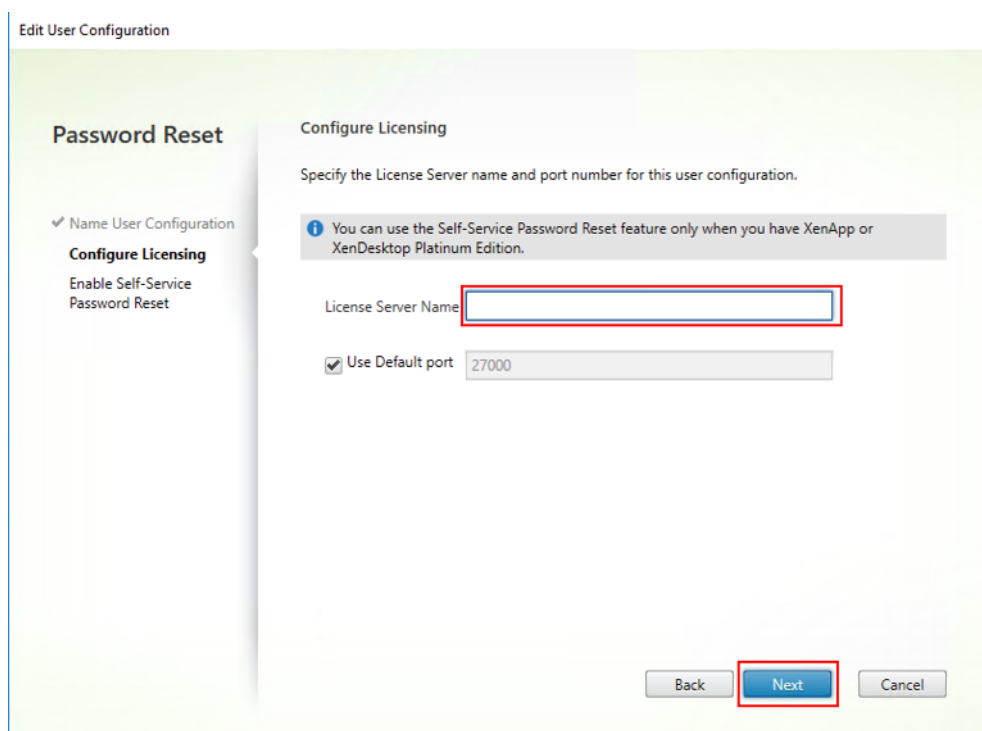 Edit User Configuration
Password Reset
Name User Configuration
Configure Licensing
Enable Self-Service
Password Reset
Configure Licensing
Specify the License Server name and port number for this user configuration.
You can use the Self-Service Password Reset feature only when you have XenApp or
XenDesktop Platinum Edition.
License Server Name
Use Default port 27000
Back Next Cancel